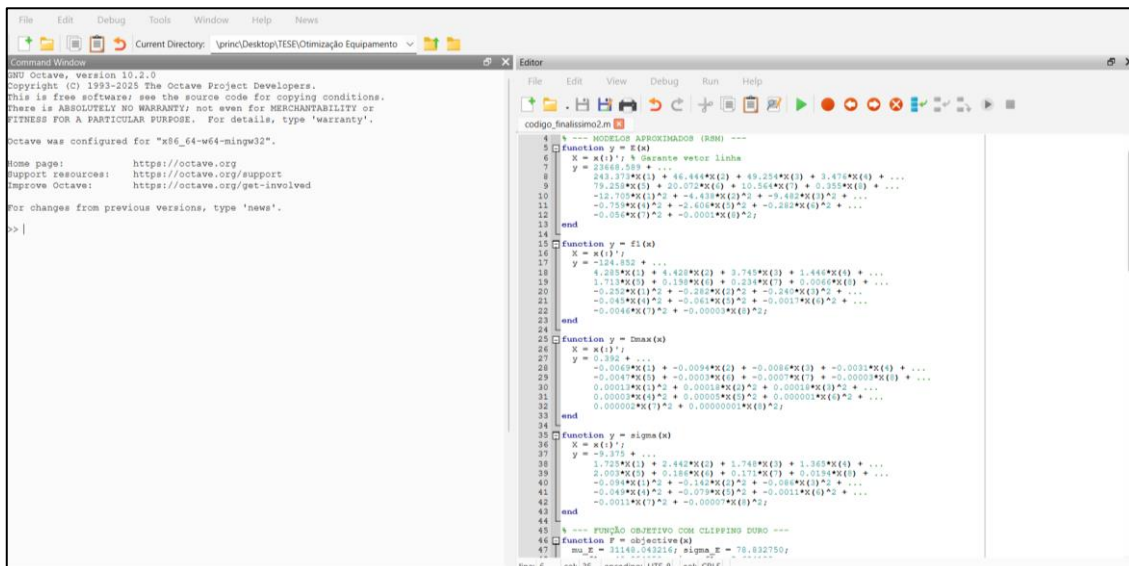 File Edit Debug Tools Window Help News
Current Directory: \princ\Desktop\TESE\Otimização Equipamento
Command Window
GNU Octave, version 10.2.0
Copyright (C) 1993-2025 The Octave Project Developers.
This is free software; see the source code for copying conditions.
There is ABSOLUTELY NO WARRANTY; not even for MERCHANTABILITY or
FITNESS FOR A PARTICULAR PURPOSE.  For details, type 'warranty'.
Octave was configured for "x86_64-w64-mingw32".
Home page: https://octave.org
Support resources: https://octave.org/support
Improve Octave: https://octave.org/get-involved
For changes from previous versions, type 'news'.
>>
Editor
File Edit View Debug Run Help
codigo_finalissimo2.m
4 % --- MODELOS APROXIMADOS (RSM) ---
5 function y = E(x)
6 X = x(:)'; % Garante vetor linha
7 y = 23668.589 + ...
8 243.373*X(1) + 46.444*X(2) + 49.254*X(3) + 3.476*X(4) + ...
9 79.258*X(5) + 20.072*X(6) + 10.564*X(7) + 0.355*X(8) + ...
10 -12.705*X(1)^2 + -4.438*X(2)^2 + -9.482*X(3)^2 + ...
11 -0.759*X(4)^2 + -2.606*X(5)^2 + -0.282*X(6)^2 + ...
12 -0.056*X(7)^2 + -0.0001*X(8)^2;
13 end
14
15 function y = f1(x)
16 X = x(:)';
17 y = -124.852 + ...
18 4.285*X(1) + 4.428*X(2) + 3.745*X(3) + 1.446*X(4) + ...
19 1.713*X(5) + 0.198*X(6) + 0.234*X(7) + 0.0066*X(8) + ...
20 -0.252*X(1)^2 + -0.282*X(2)^2 + -0.240*X(3)^2 + ...
21 -0.045*X(4)^2 + -0.061*X(5)^2 + -0.0017*X(6)^2 + ...
22 -0.0046*X(7)^2 + -0.00003*X(8)^2;
23 end
24
25 function y = Dmax(x)
26 X = x(:)';
27 y = 0.392 + ...
28 -0.0069*X(1) + -0.0094*X(2) + -0.0086*X(3) + -0.0031*X(4) + ...
29 -0.0047*X(5) + -0.0003*X(6) + -0.0007*X(7) + -0.00003*X(8) + ...
30 0.00013*X(1)^2 + 0.00018*X(2)^2 + 0.00018*X(3)^2 + ...
31 0.00003*X(4)^2 + 0.00005*X(5)^2 + 0.000001*X(6)^2 + ...
32 0.000002*X(7)^2 + 0.00000001*X(8)^2;
33 end
34
35 function y = sigma(x)
36 X = x(:)';
37 y = -9.375 + ...
38 1.725*X(1) + 2.442*X(2) + 1.748*X(3) + 1.365*X(4) + ...
39 2.003*X(5) + 0.186*X(6) + 0.171*X(7) + 0.0194*X(8) + ...
40 -0.094*X(1)^2 + -0.142*X(2)^2 + -0.086*X(3)^2 + ...
41 -0.049*X(4)^2 + -0.079*X(5)^2 + -0.0011*X(6)^2 + ...
42 -0.0011*X(7)^2 + -0.00007*X(8)^2;
43 end
44
45 % --- FUNÇÃO OBJETIVO COM CLIPPING DURO ---
46 function F = objective(x)
47 mu_E = 31148.043216; sigma_E = 78.832750;